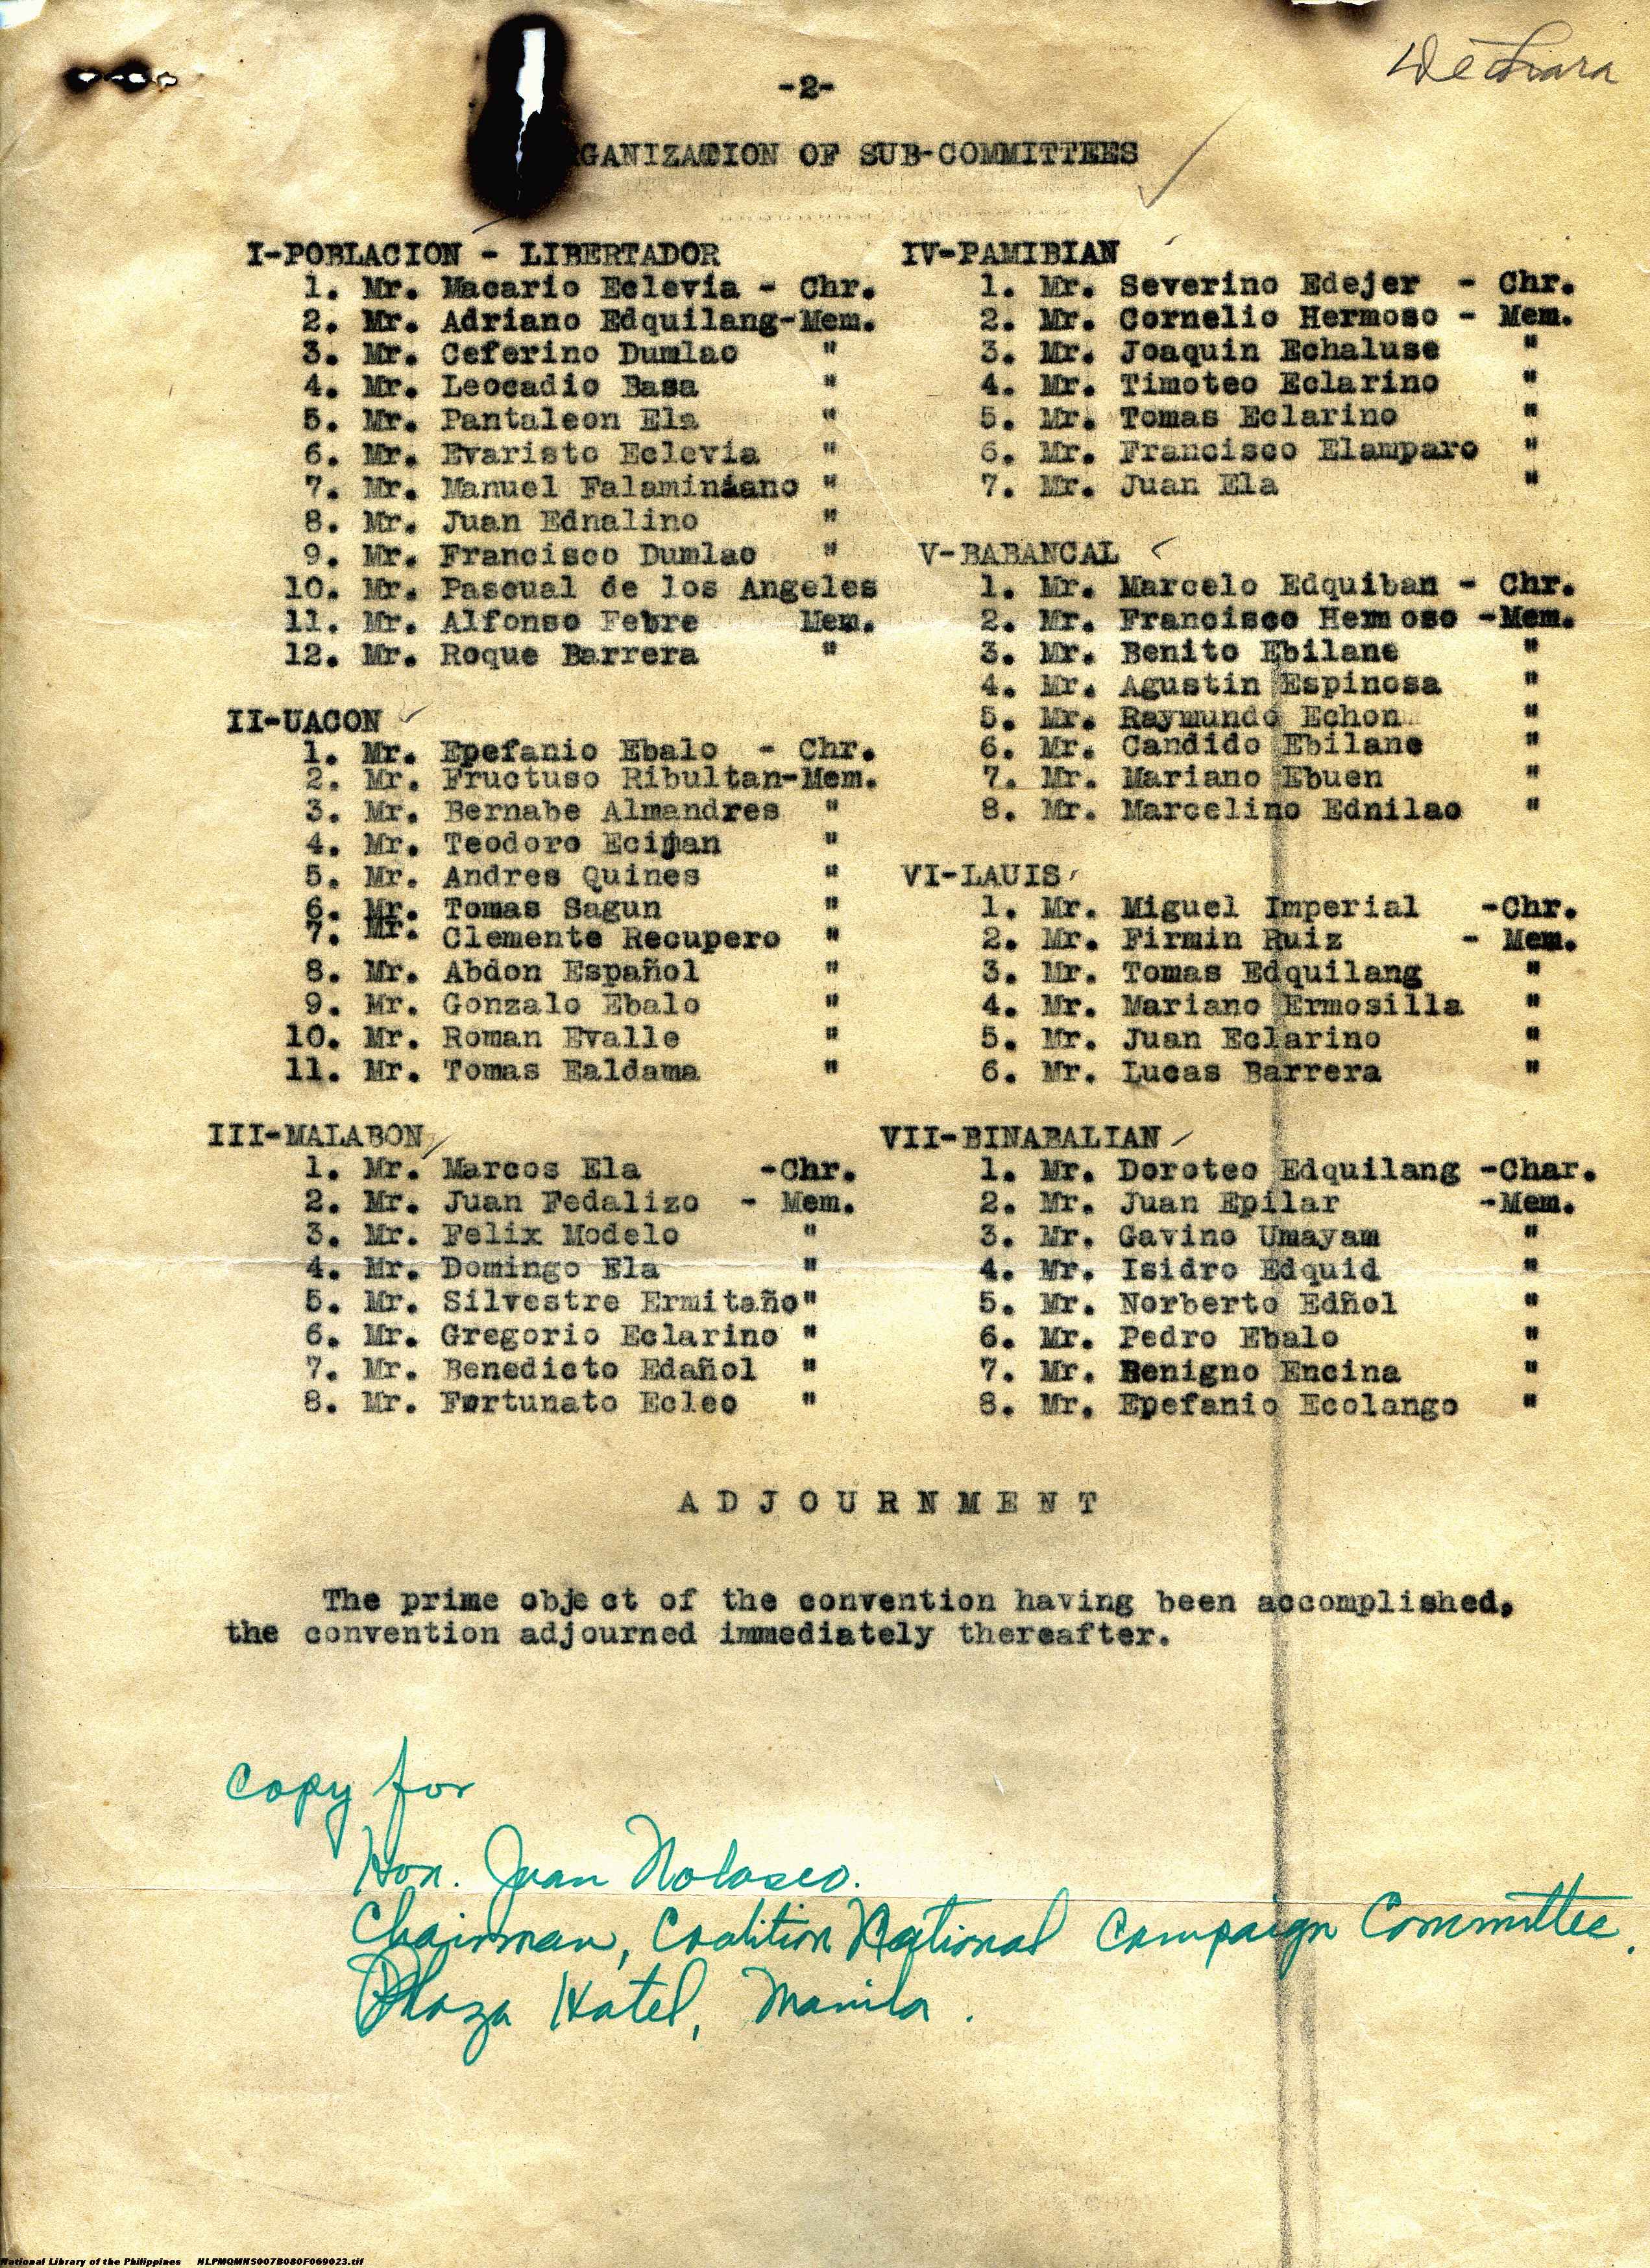 -2-
ORGANIZATION OF SUB-COMMITTEES
I-POBLACION - LIBERTADOR
1. Mr. Macario Eclevia - Chr.
2. Mr. Adriano Edquilang-Mem.
3. Mr. Ceferino Dumlao "
4. Mr. Leocadio Basa "
5. Mr. Pantaleon Ela "
6. Mr. Evaristo Eclevia "
7. Mr. Manuel Falaminiano "
8. Mr. Juan Ednalino "
9. Mr. Francisco Dumlao "
10. Mr. Pascual de los Angeles
11. Mr. Alfonso Febre Mem.
12. Mr. Roque Barrera "
II-UACON
1. Mr. Epefanio Ebalo - Chr.
2. Mr. Fructuso Ribultan-Mem.
3. Mr. Bernabe Almandres "
4. Mr. Teodoro "
5. Mr. Andres Quines "
6. Mr. Tomas Sagun "
7. Mr. Clemente Recupero "
8. Mr. Abdon Español "
9. Mr. Gonzalo Ebalo "
10. Mr. Roman Evalle "
11. Mr. Tomas Ealdama "
III-MALABON
1. Mr. Marcos Ela -Chr.
2. Mr. Juan Fedalizo - Mem.
3. Mr. Felix Modelo "
4. Mr. Domingo Ela "
5. Mr. Silvestre Ermitaño"
6. Mr. Gregorio Eclarino "
7. Mr. Benedicto Edañol "
8. Mr. Fortunato Ecleo "
IV-PAMIBIAN
1. Mr. Severino Edejer - Chr.
2. Mr. Cornelio Hermoso - Mem.
3. Mr. Joaquin Echaluse "
4. Mr. Timoteo Eclarino "
5. Mr. Tomas Eclarino "
6. Mr. Francisco Elamparo "
7. Mr. Juan Ela "
V-BABANCAL
1. Mr. Marcelo Edquiban - Chr.
2. Mr. Francisco Hermoso -Mem.
3. Mr. Benito Ebilane "
4. Mr. Agustin Espinosa "
5. Mr. Raymundo Echon "
6. Mr. Candido Ebilane "
7. Mr. Mariano Ebuen "
8. Mr. Marcelino Ednilao "
VI-LAUIS
1. Mr. Miguel Imperial -Chr.
2. Mr. Firmin Ruiz - Mem.
3. Mr. Tomas Edquilang "
4. Mr. Mariano Ermosilla "
5. Mr. Juan Eclarino "
6. Mr. Lucas Barrera "
VII-BINABALIAN
1. Mr. Doroteo Edquilang -Char.
2. Mr. Juan Epilar -Mem.
3. Mr. Gavino Umayam "
4. Mr. Isidro Edquid "
5. Mr. Norberto Edñol "
6. Mr. Pedro Ebalo "
7. Mr. Benigno Encina "
8. Mr. Epefanio Ecolango "
ADJOURNMENT
The prime object of the convention having been accomplished,
the convention adjourned immediately thereafter.
Copy for
Hon. Juan Nolasco.
Chairman, Coalition National Campaign Committee.
Plaza Hotel, Manila.
National Library of the Philippines NLPMQMNS007B080F069023.tif